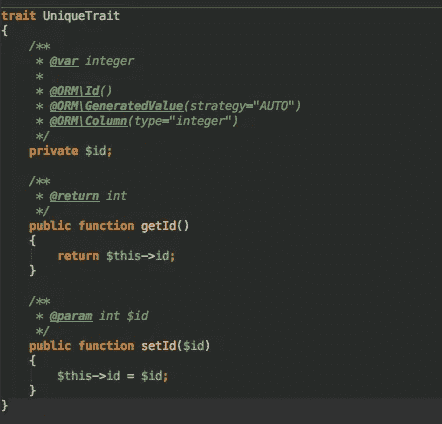 trait UniqueTrait
{
    /**
     * @var integer
     *
     * @ORM\Id()
     * @ORM\GeneratedValue(strategy="AUTO")
     * @ORM\Column(type="integer")
     */
    private $id;

    /**
     * @return int
     */
    public function getId()
    {
        return $this->id;
    }

    /**
     * @param int $id
     */
    public function setId($id)
    {
        $this->id = $id;
    }
}